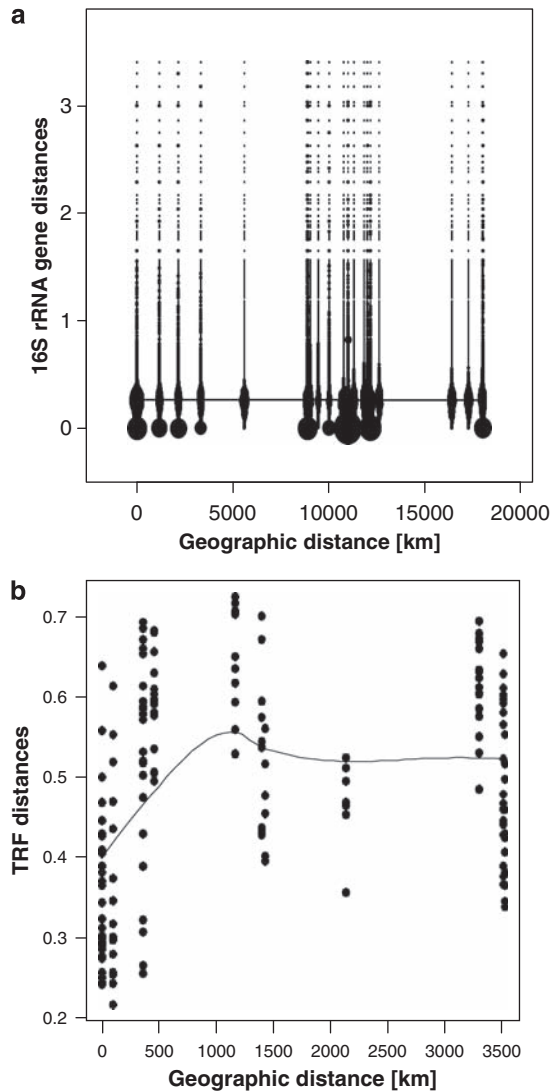 a
16S rRNA gene distances
3
2
1
0
0 5000 10000 15000 20000
Geographic distance [km]
b
TRF distances
0.7
0.6
0.5
0.4
0.3
0.2
0 500 1000 1500 2000 2500 3000 3500
Geographic distance [km]